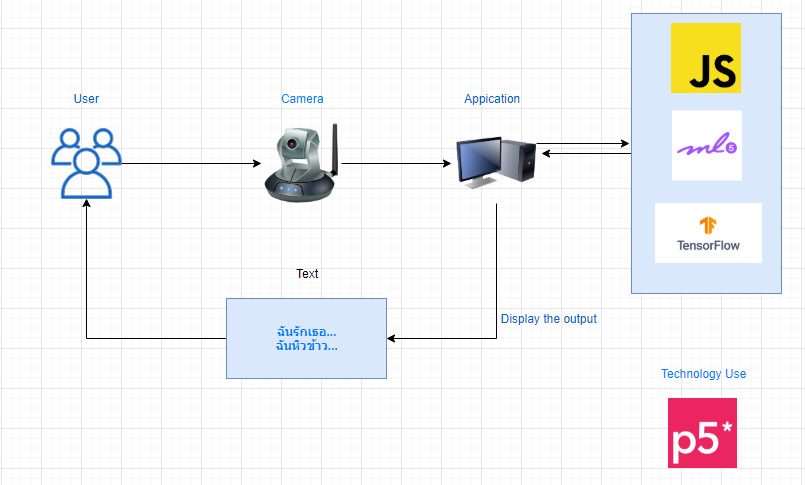 User
Camera
Appication
JS
ml5
TensorFlow
Text
ฉันรักเธอ...
ฉันหิวข้าว...
Display the output
Technology Use
p5*